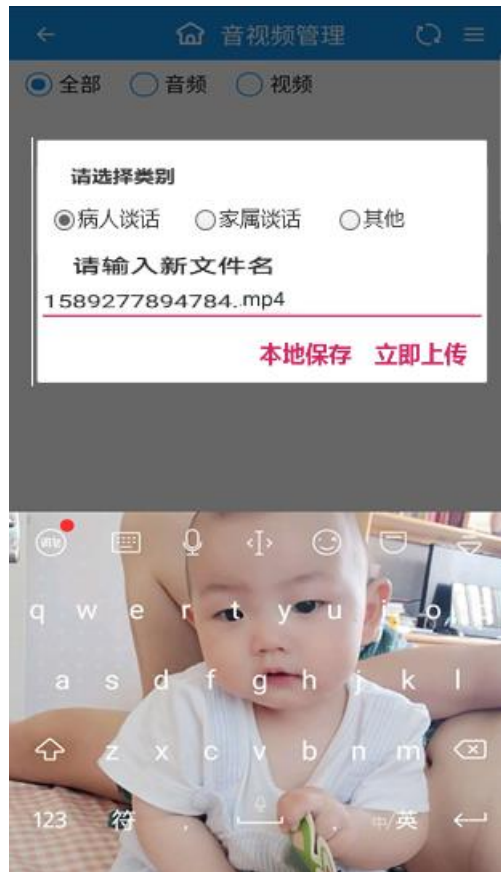 音视频管理
全部 音频 视频
请选择类别
病人谈话 家属谈话 其他
请输入新文件名
1589277894784..mp4
本地保存 立即上传
q w e r t y u i o p
a s d f g h j k l
z x c v b n m
123 符 , . 中/英